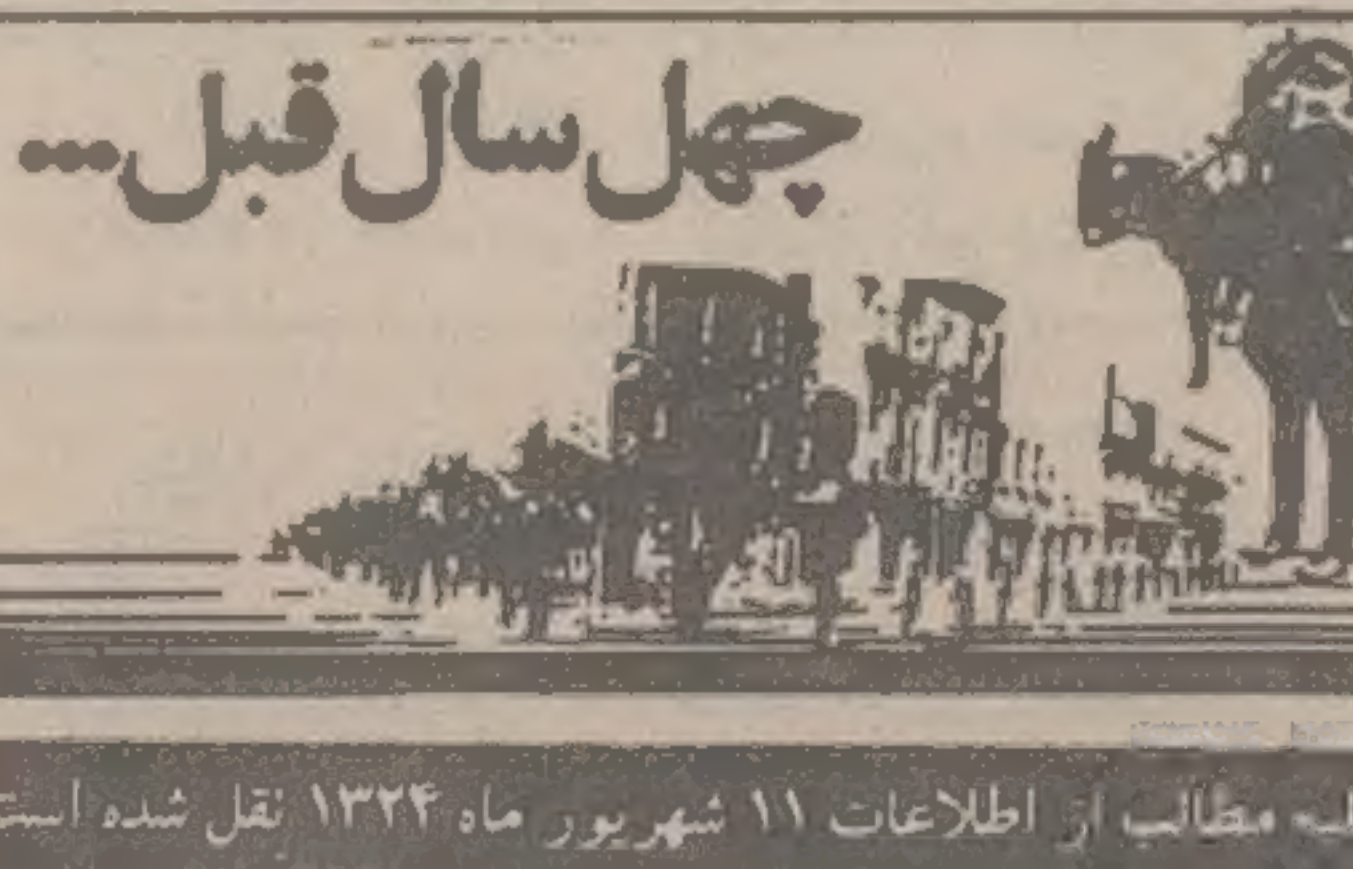 چهل سال قبل...
مطالب از اطلاعات ۱۱ شهریور ماه ۱۳۲۴ نقل شده است